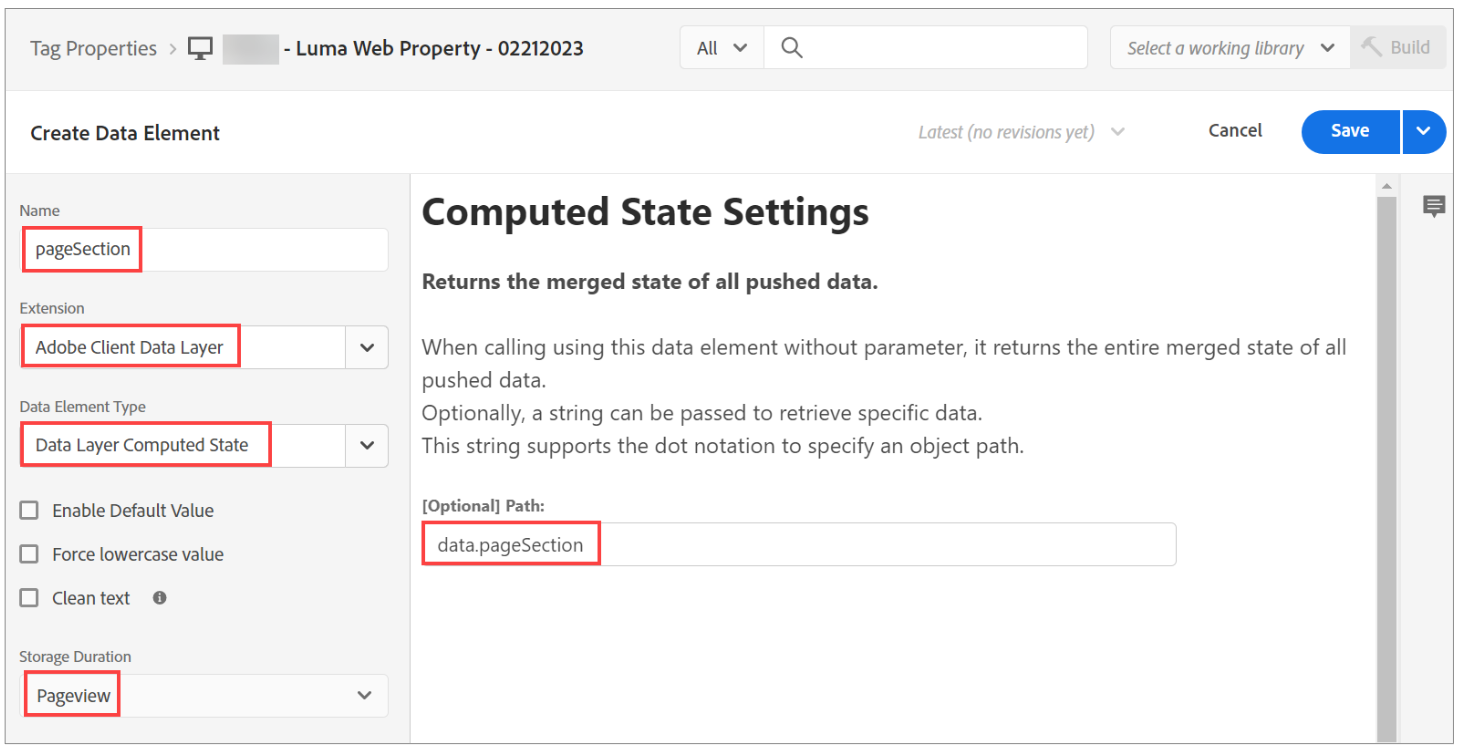 Tag Properties > - Luma Web Property - 02212023
All
Select a working library
Build
Create Data Element
Latest (no revisions yet)
Cancel
Save
Name
pageSection
Extension
Adobe Client Data Layer
Data Element Type
Data Layer Computed State
Enable Default Value
Force lowercase value
Clean text
Storage Duration
Pageview
Computed State Settings
Returns the merged state of all pushed data.
When calling using this data element without parameter, it returns the entire merged state of all
pushed data.
Optionally, a string can be passed to retrieve specific data.
This string supports the dot notation to specify an object path.
[Optional] Path:
data.pageSection